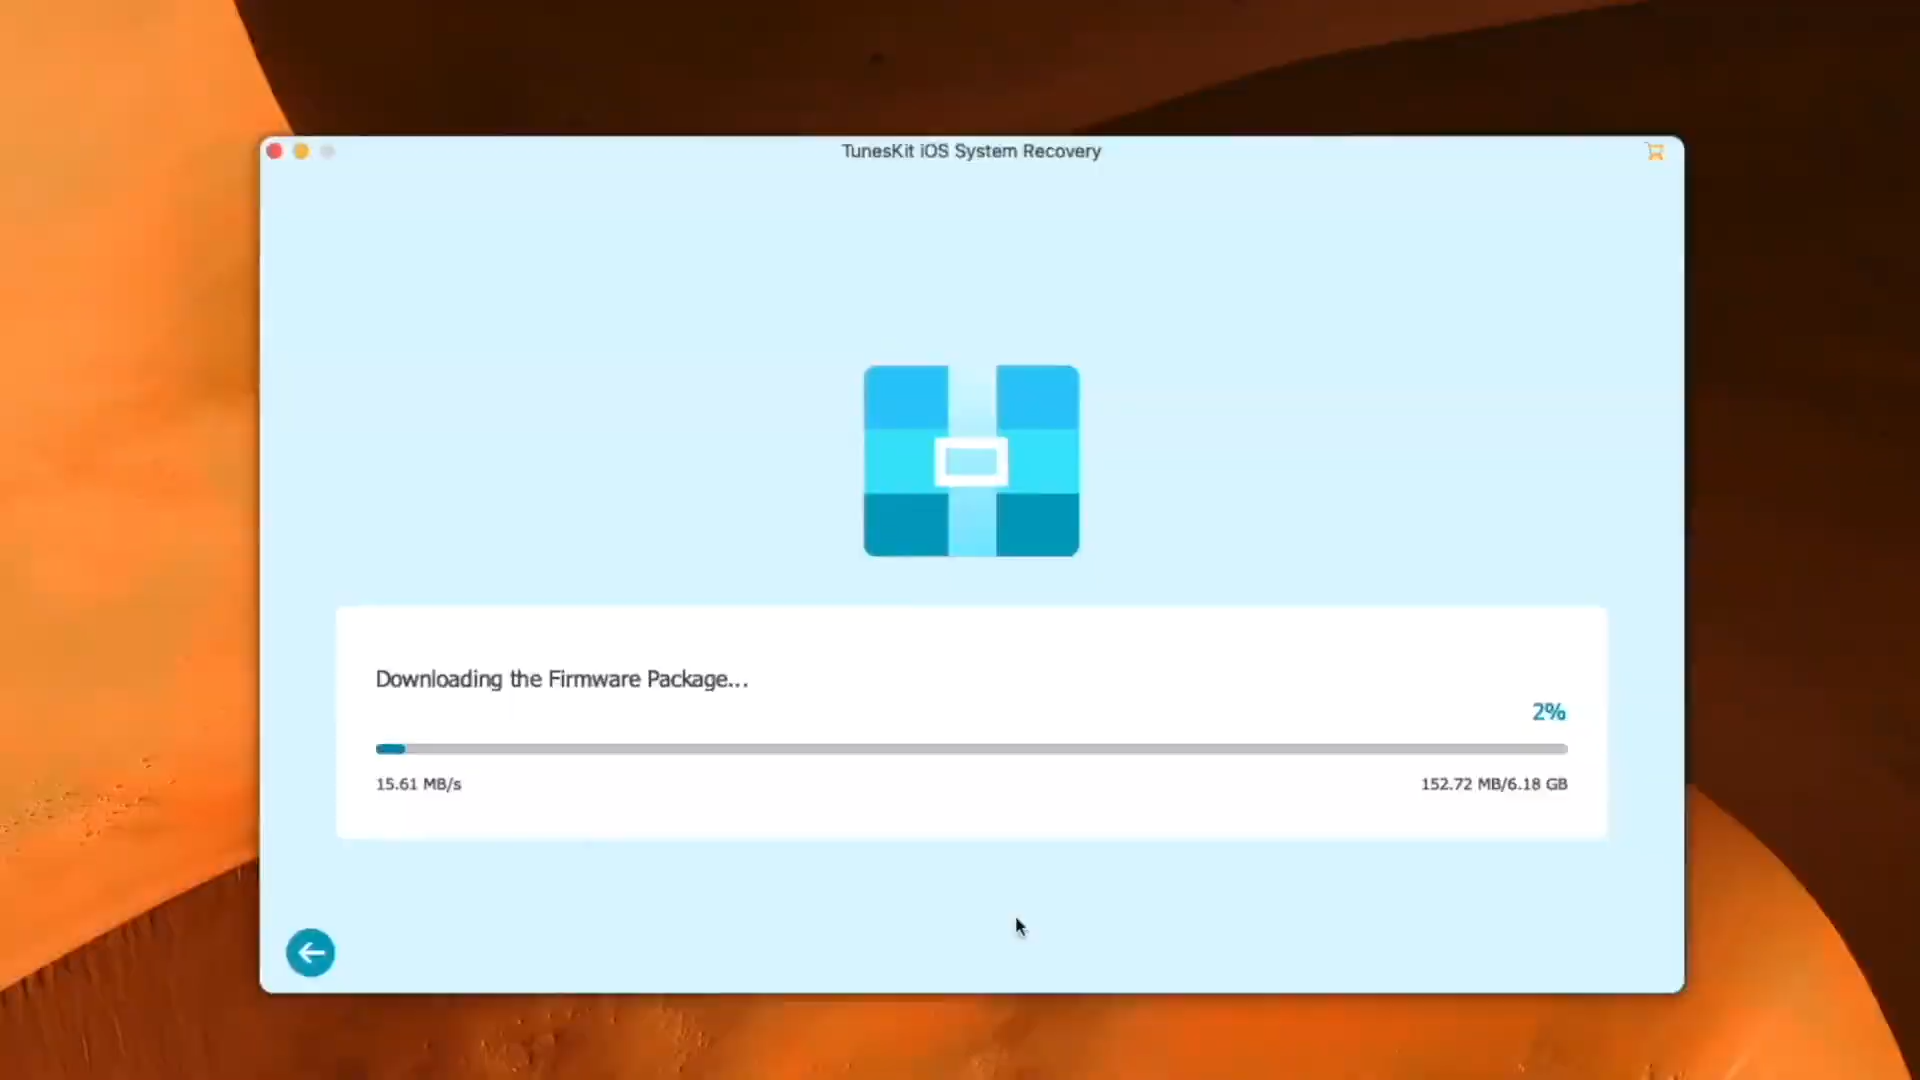 TunesKit iOS System Recovery
Downloading the Firmware Package...
2%
15.61 MB/s
152.72 MB/6.18 GB